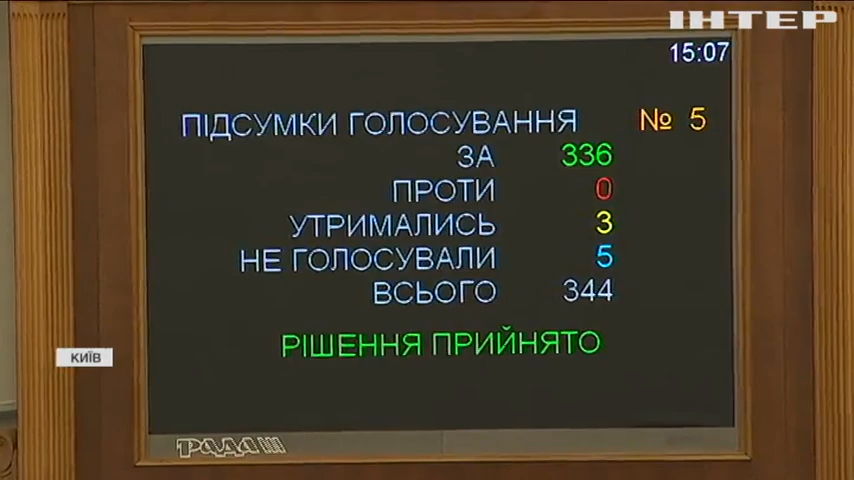 ІНТЕР
15:07
ПІДСУМКИ ГОЛОСУВАННЯ № 5
ЗА 336
ПРОТИ 0
УТРИМАЛИСЬ 3
НЕ ГОЛОСУВАЛИ 5
ВСЬОГО 344
РІШЕННЯ ПРИЙНЯТО
КИЇВ
РАДА